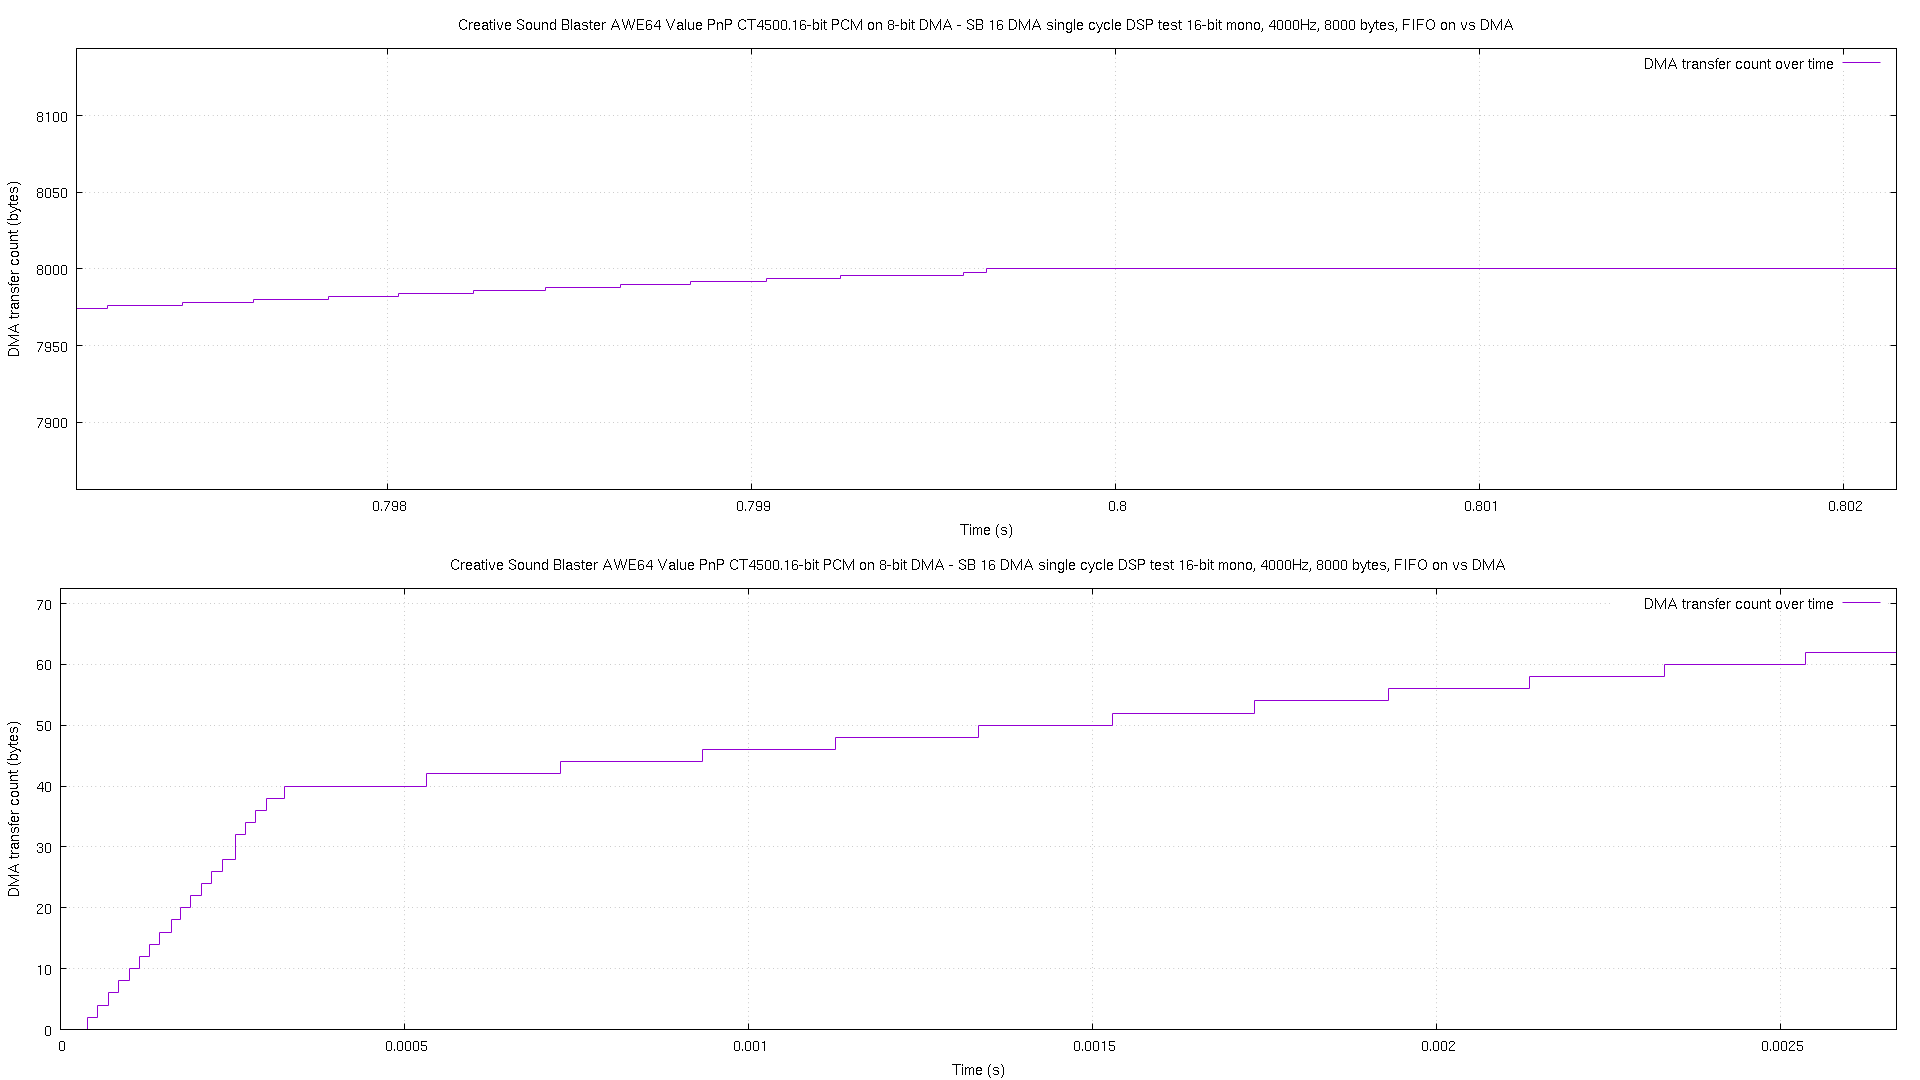 Creative Sound Blaster AWE64 Value PnP CT4500.16-bit PCM on 8-bit DMA - SB 16 DMA single cycle DSP test 16-bit mono, 4000Hz, 8000 bytes, FIFO on vs DMA
DMA transfer count over time
8100
8050
8000
7950
7900
DMA transfer count (bytes)
0.798 0.799 0.8 0.801 0.802
Time (s)
Creative Sound Blaster AWE64 Value PnP CT4500.16-bit PCM on 8-bit DMA - SB 16 DMA single cycle DSP test 16-bit mono, 4000Hz, 8000 bytes, FIFO on vs DMA
DMA transfer count over time
70
60
50
40
30
20
10
0
DMA transfer count (bytes)
0 0.0005 0.001 0.0015 0.002 0.0025
Time (s)